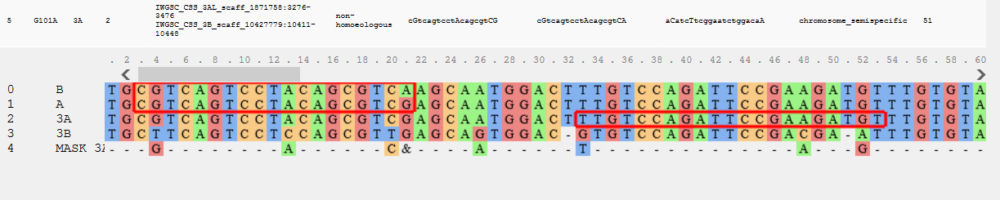 5 G101A 3A 2 IWGSC_CSS_3AL_scaff_1871758:3276-
3476
IWGSC_CSS_3B_scaff_10427779:10411-
10448
non-
homoeologous
cGtcagtcctAcagcgtCG cGtcagtcctAcagcgtCA aCatcTtcggaatctggacaA chromosome_semispecific 51
. 2 . 4 . 6 . 8 . 10 . 12 . 14 . 16 . 18 . 20 . 22 . 24 . 26 . 28 . 30 . 32 . 34 . 36 . 38 . 40 . 42 . 44 . 46 . 48 . 50 . 52 . 54 . 56 . 58 . 60
0 B T G C G T C A G T C C T A C A G C G T C A A G C A A T G G A C T T T G T C C A G A T T C C G A A G A T G T T T G T G T A
1 A T G C G T C A G T C C T A C A G C G T C G A G C A A T G G A C T T T G T C C A G A T T C C G A A G A T G T T T G T G T A
2 3A T G C G T C A G T C C T A C A G C G T C G A G C A A T G G A C T T T G T C C A G A T T C C G A A G A T G T T T G T G T A
3 3B T G C T T C A G T C C T C C A G C G T T G A G C A G T G G A C - G T G T C C A G A T T C C G A C G A - A T T T G T G T A
4 MASK 3A - - - G - - - - - - - - A - - - - - - C & - - - - A - - - - - - T - - - - - - - - - - - - - - A - - - G - - - - - - - -